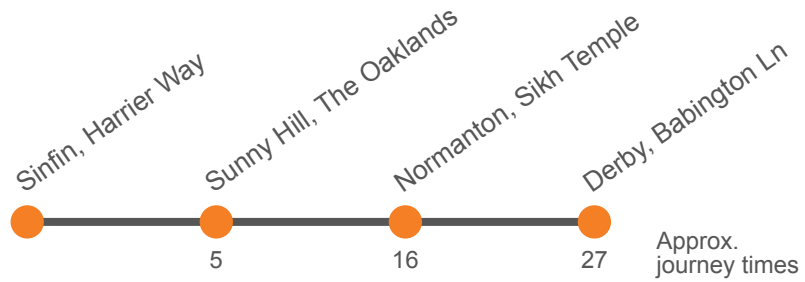 Sinfin, Harrier Way
Sunny Hill, The Oaklands
Normanton, Sikh Temple
Derby, Babington Ln
5
16
27
Approx.
journey times